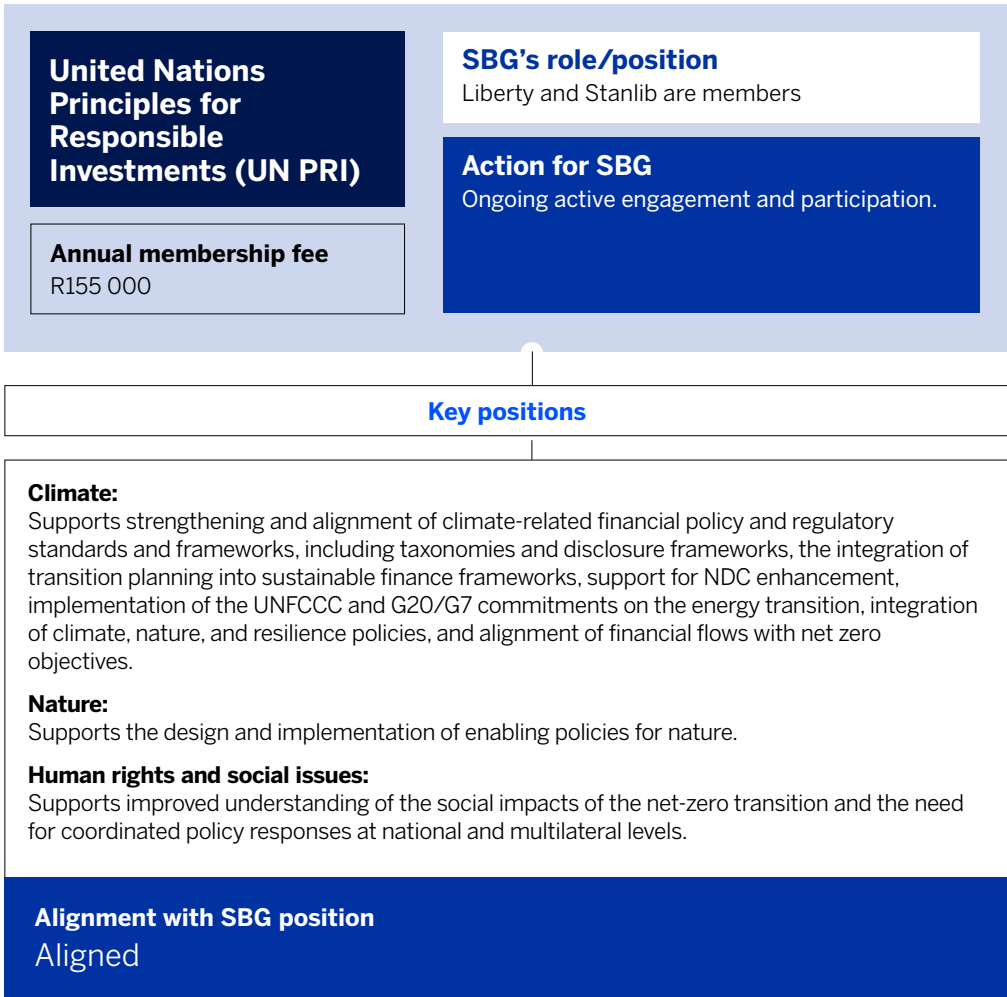 United Nations
Principles for
Responsible
Investments (UN PRI)
Annual membership fee
R155 000
SBG's role/position
Liberty and Stanlib are members
Action for SBG
Ongoing active engagement and participation.
Key positions
Climate:
Supports strengthening and alignment of climate-related financial policy and regulatory
standards and frameworks, including taxonomies and disclosure frameworks, the integration of
transition planning into sustainable finance frameworks, support for NDC enhancement,
implementation of the UNFCCC and G20/G7 commitments on the energy transition, integration
of climate, nature, and resilience policies, and alignment of financial flows with net zero
objectives.
Nature:
Supports the design and implementation of enabling policies for nature.
Human rights and social issues:
Supports improved understanding of the social impacts of the net-zero transition and the need
for coordinated policy responses at national and multilateral levels.
Alignment with SBG position
Aligned